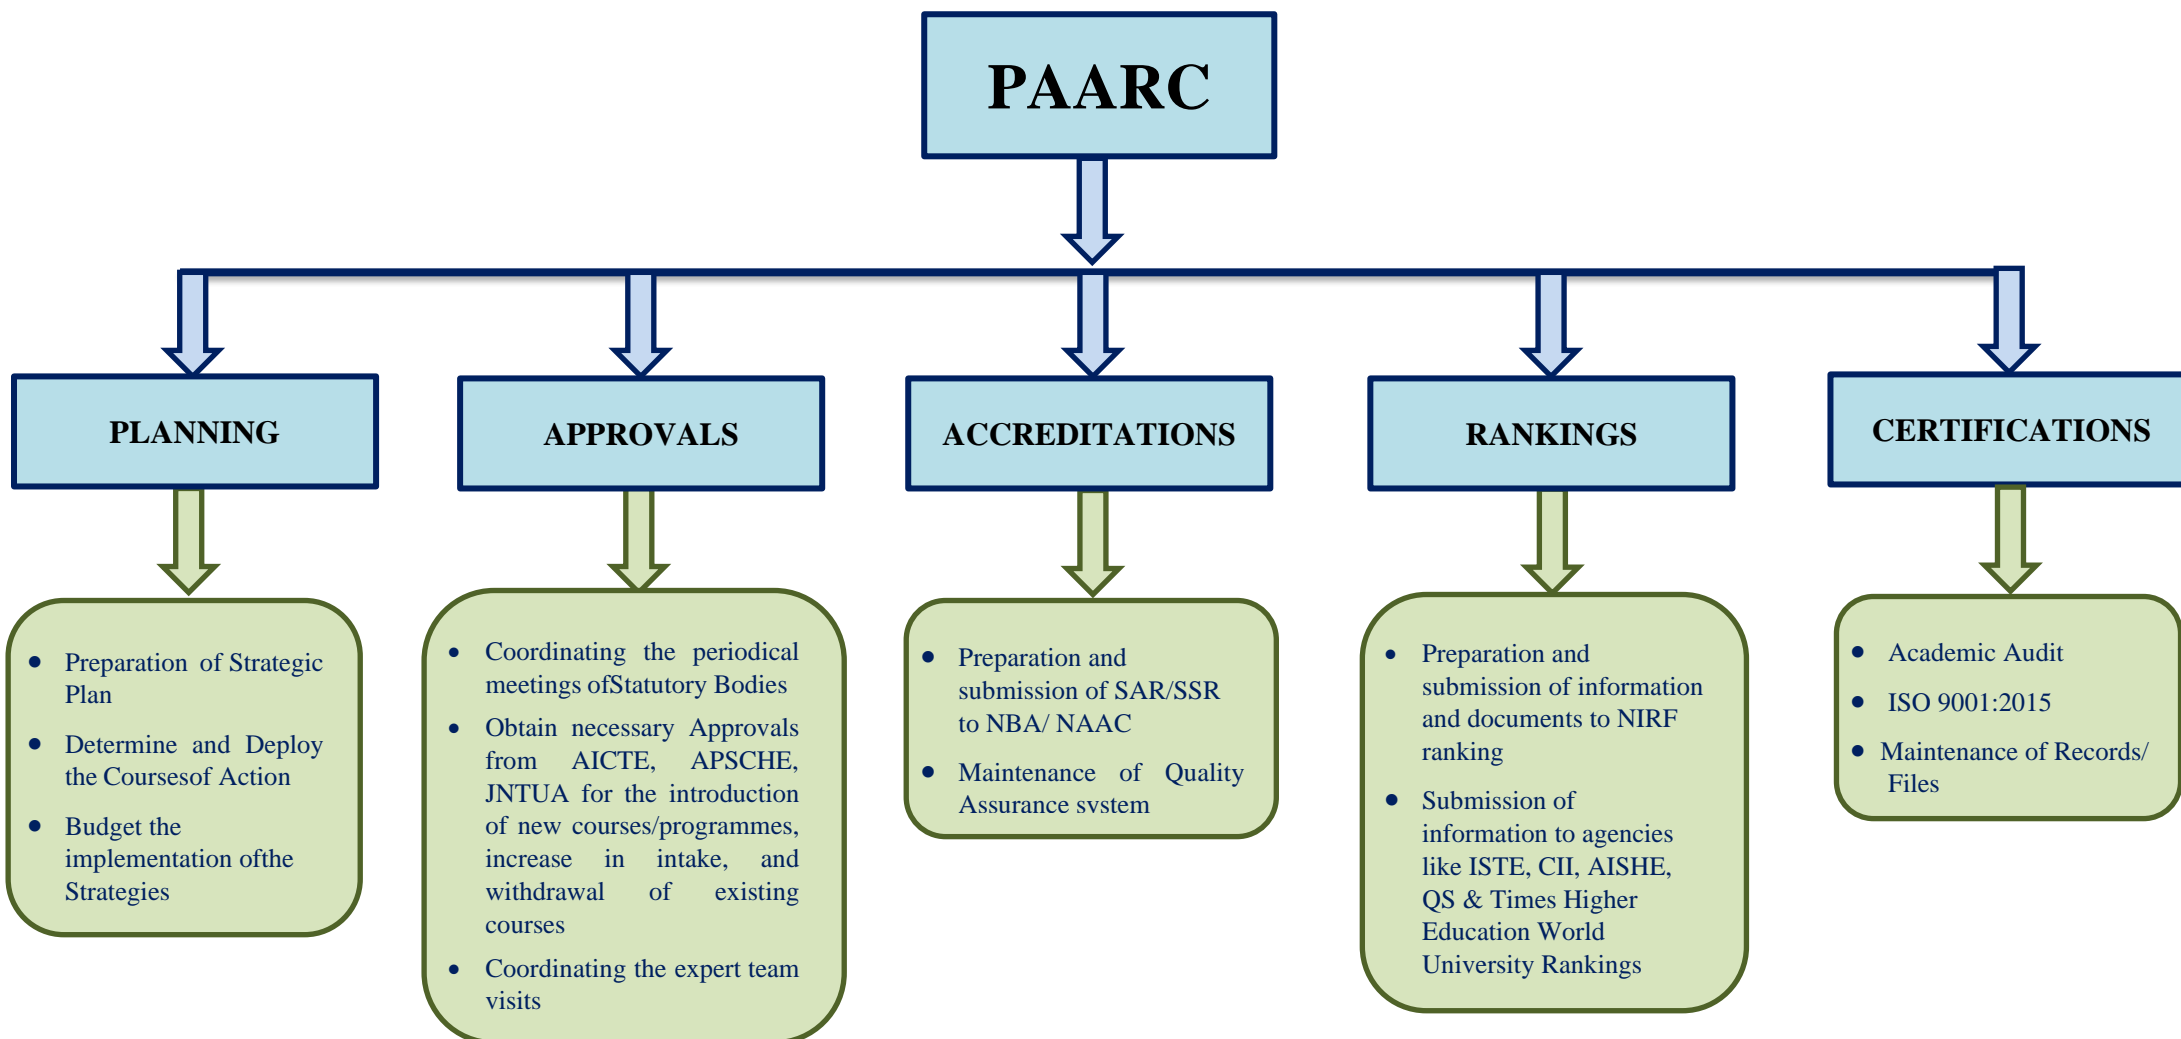 PAARC
PLANNING
APPROVALS
ACCREDITATIONS
RANKINGS
CERTIFICATIONS
• Preparation of Strategic
Plan
• Determine and Deploy
the Coursesof Action
• Budget the
implementation ofthe
Strategies
• Coordinating the periodical
meetings ofStatutory Bodies
• Obtain necessary Approvals
from AICTE, APSCHE,
JNTUA for the introduction
of new courses/programmes,
increase in intake, and
withdrawal of existing
courses
• Coordinating the expert team
visits
• Preparation and
submission of SAR/SSR
to NBA/ NAAC
• Maintenance of Quality
Assurance system
• Preparation and
submission of information
and documents to NIRF
ranking
• Submission of
information to agencies
like ISTE, CII, AISHE,
QS & Times Higher
Education World
University Rankings
• Academic Audit
• ISO 9001:2015
• Maintenance of Records/
Files